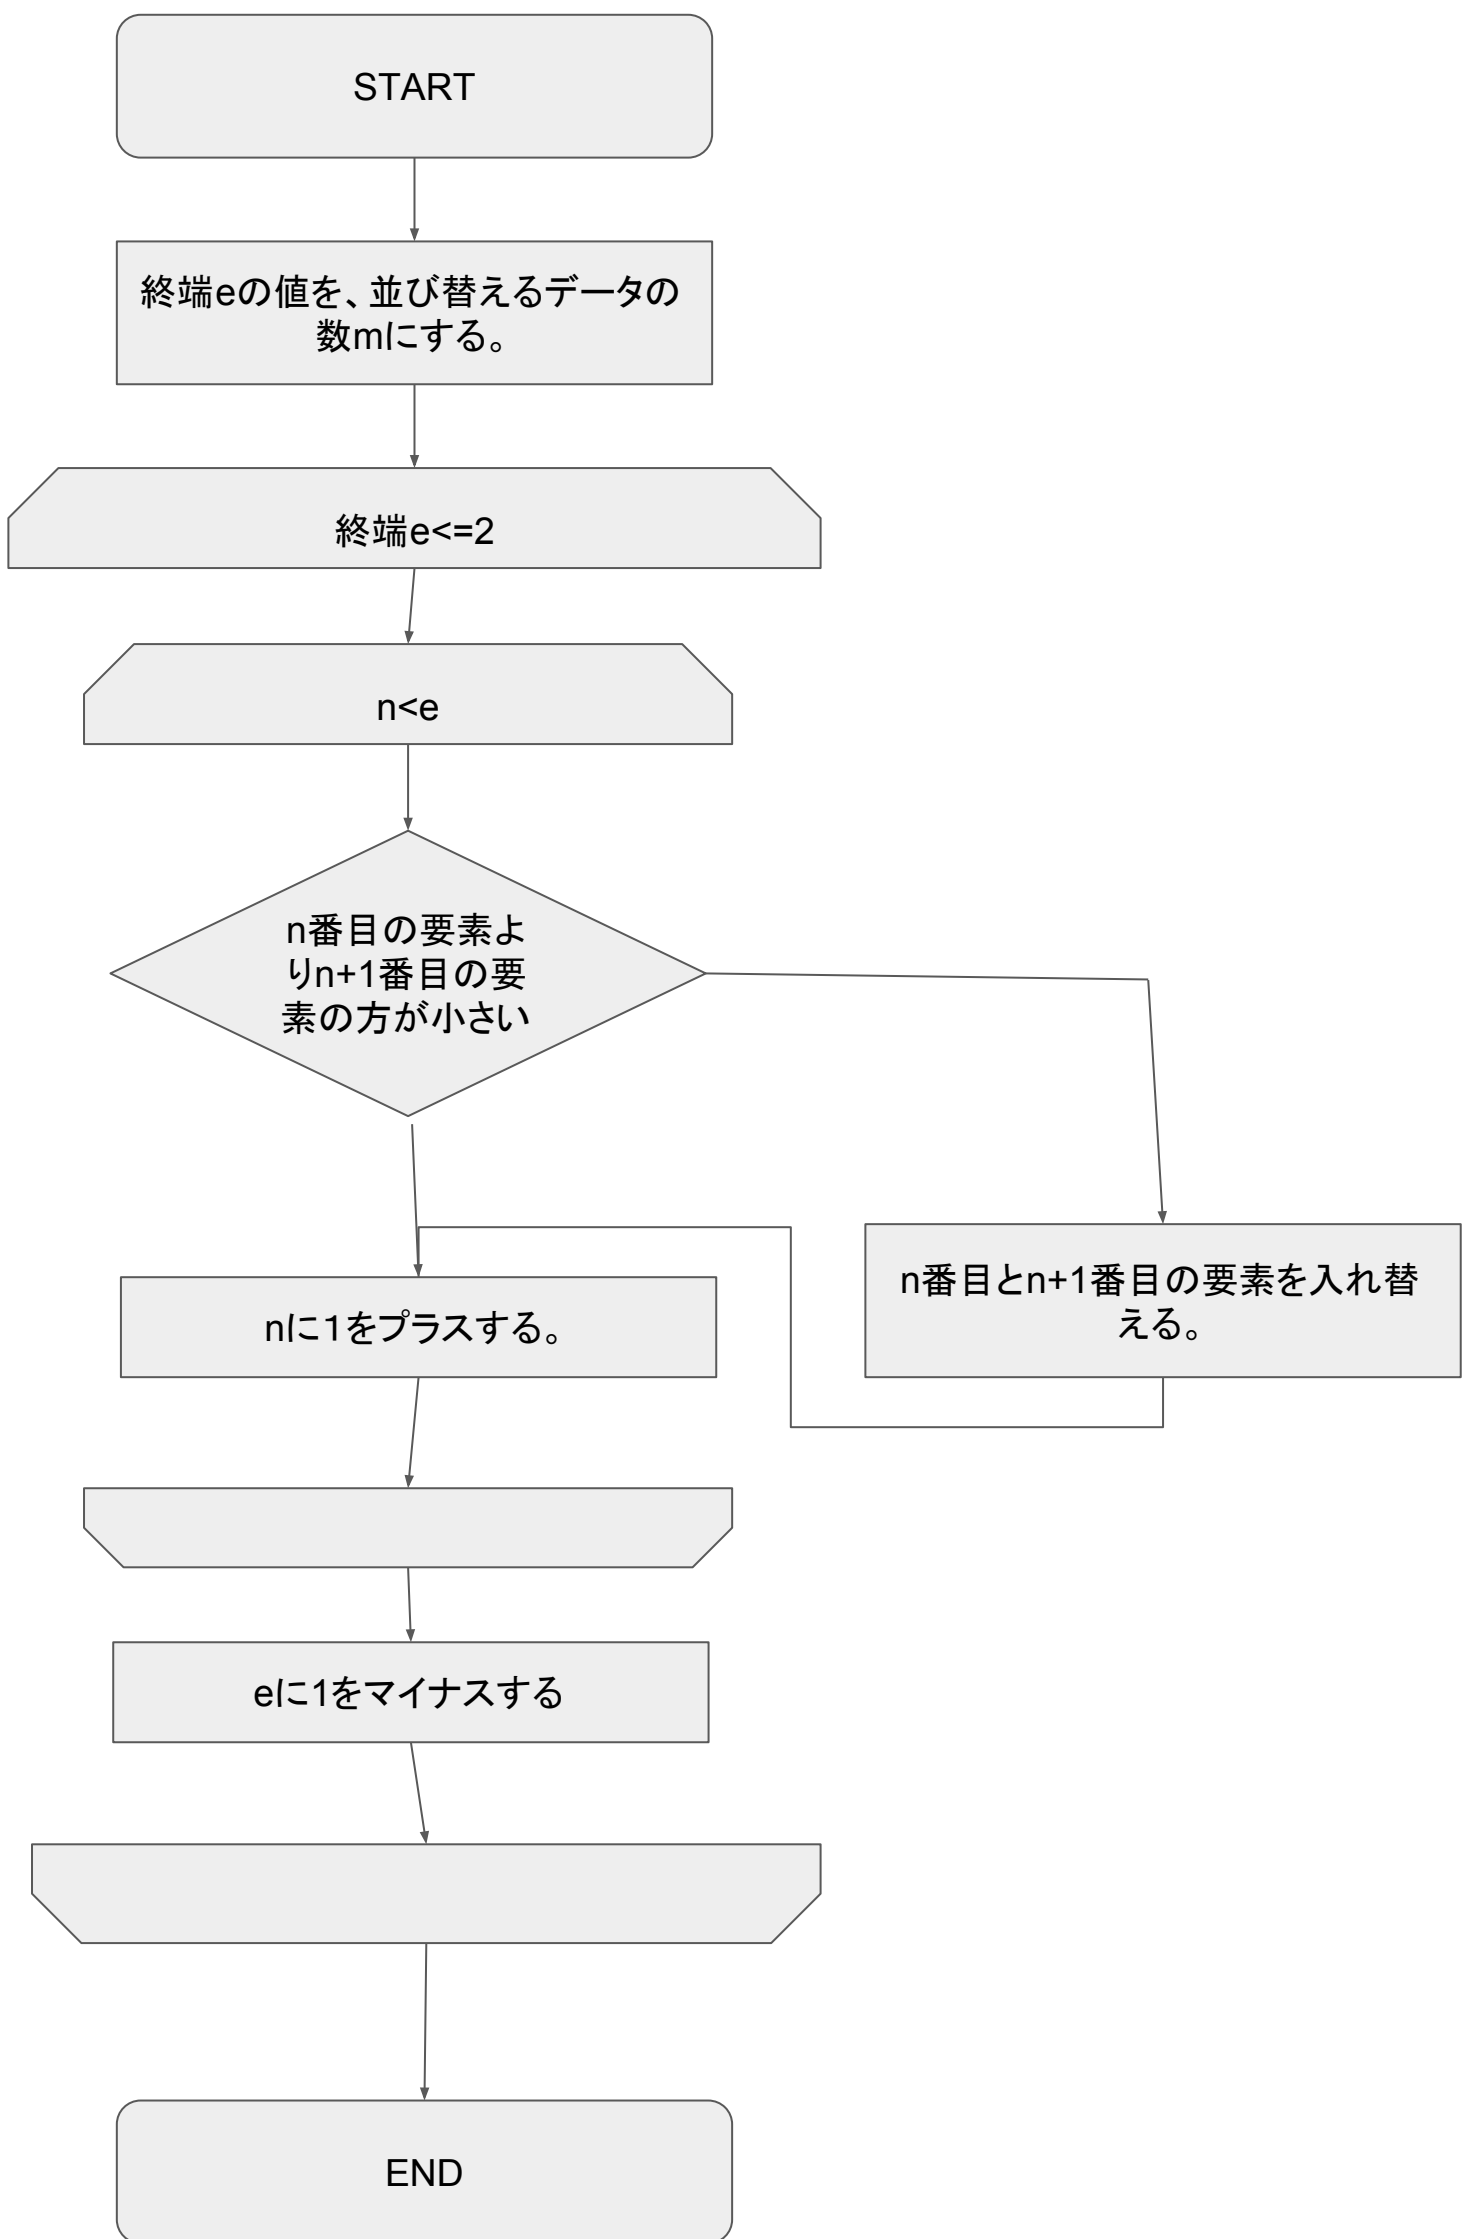 START
終端eの値を、並び替えるデータの
数mにする。
終端e<=2
n<e
n番目の要素よ
りn+1番目の要
素の方が小さい
n番目とn+1番目の要素を入れ替
える。
nに１をプラスする。
eに1をマイナスする
END